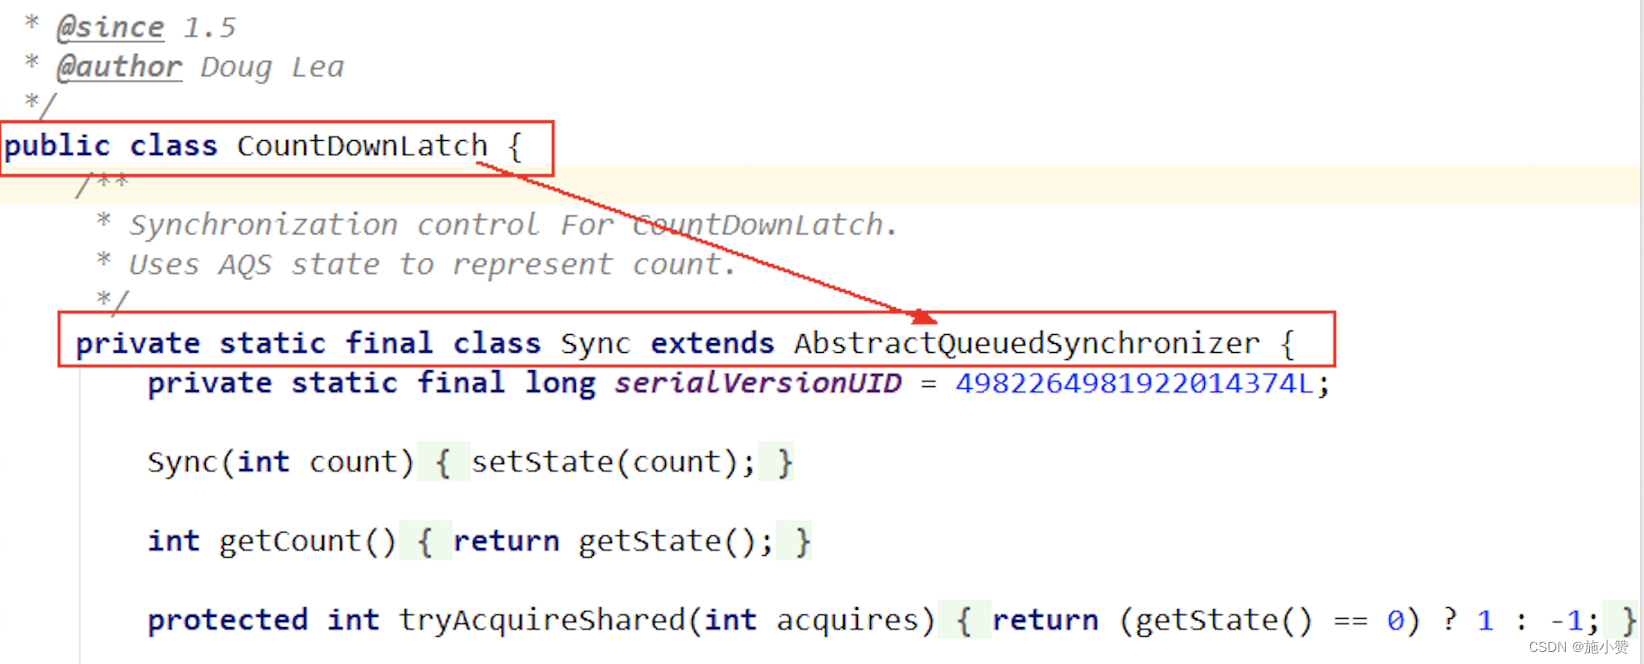 * @since 1.5
* @author Doug Lea
*/
public class CountDownLatch {
/**
* Synchronization control For CountDownLatch.
* Uses AQS state to represent count.
*/
private static final class Sync extends AbstractQueuedSynchronizer {
private static final long serialVersionUID = 4982264981922014374L;
Sync(int count) { setState(count); }
int getCount() { return getState(); }
protected int tryAcquireShared(int acquires) { return (getState() == 0) ? 1 : -1; }
CSDN @施小赞